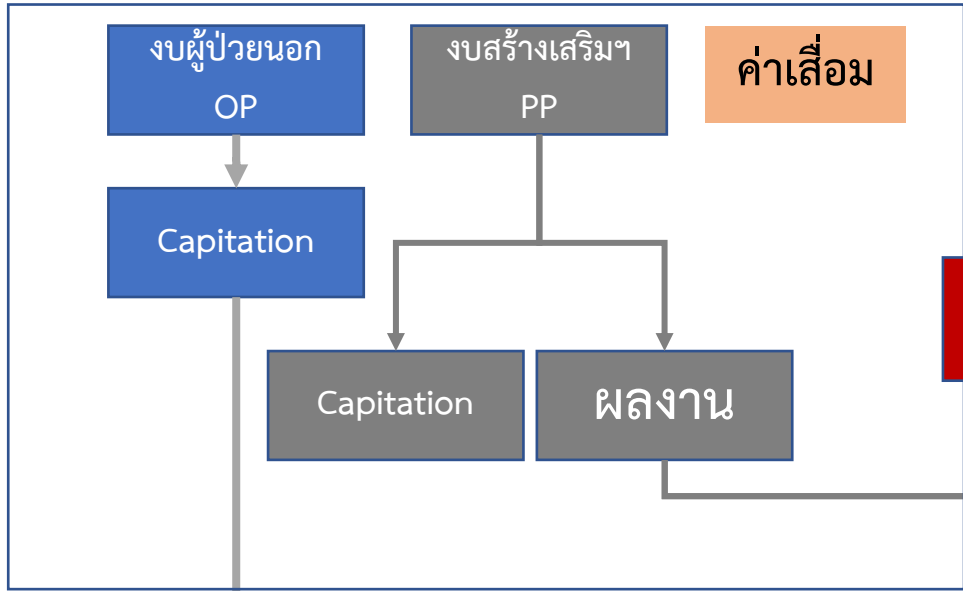 งบผู้ป่วยนอก
OP
งบสร้างเสริมฯ
PP
ค่าเสื่อม
Capitation
Capitation
ผลงาน